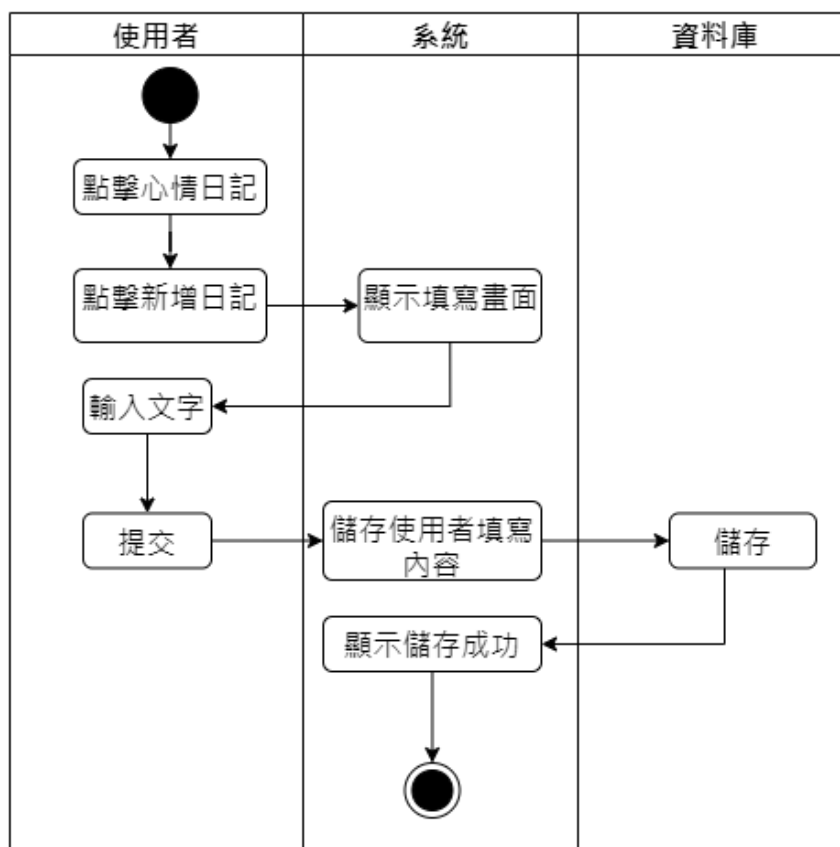 使用者
系統
資料庫
點擊心情日記
點擊新增日記
顯示填寫畫面
輸入文字
提交
儲存使用者填寫
內容
儲存
顯示儲存成功